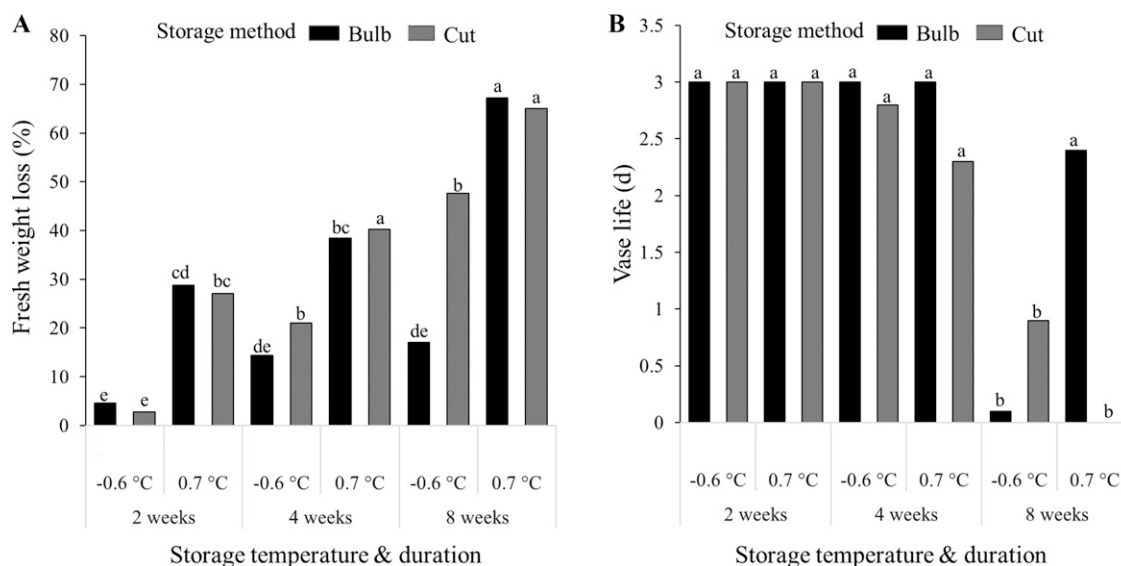 A
Storage method Bulb Cut
Fresh weight loss (%)
80
70
60
50
40
30
20
10
0
e e cd bc de b bc a de b a a
-0.6 °C 0.7 °C -0.6 °C 0.7 °C -0.6 °C 0.7 °C
2 weeks 4 weeks 8 weeks
Storage temperature & duration
B
Storage method Bulb Cut
Vase life (d)
3.5
3
2.5
2
1.5
1
0.5
0
a a a a a a a a b b a b
-0.6 °C 0.7 °C -0.6 °C 0.7 °C -0.6 °C 0.7 °C
2 weeks 4 weeks 8 weeks
Storage temperature & duration